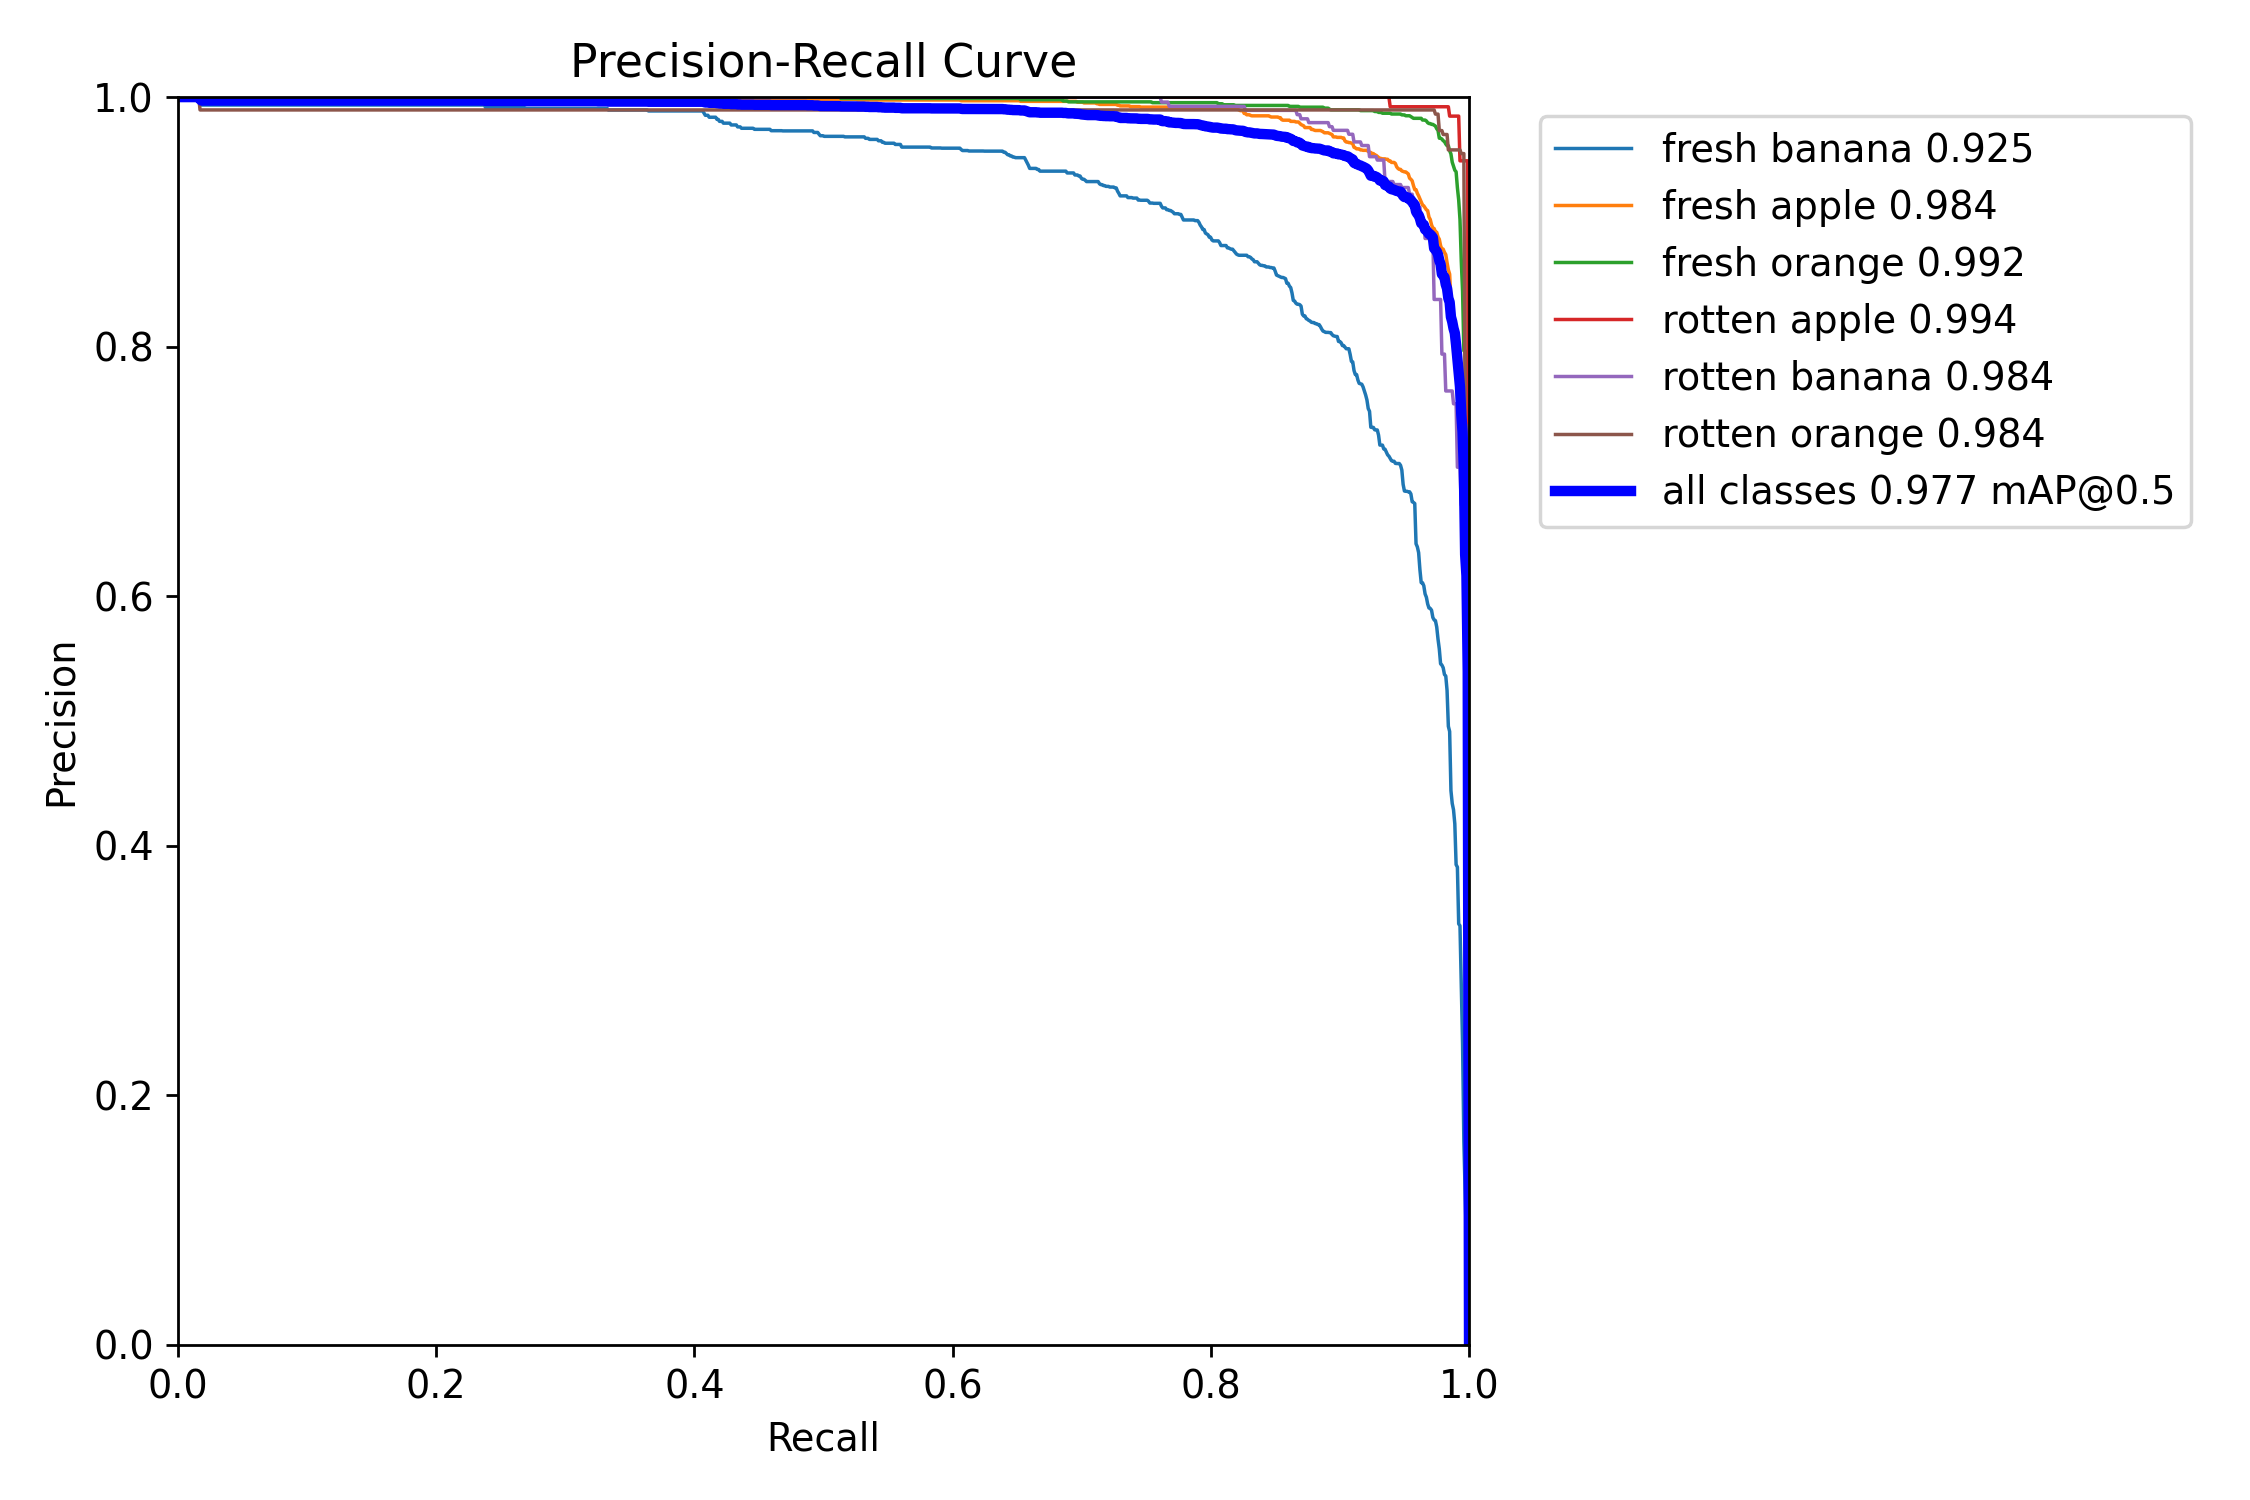 Precision-Recall Curve
1.0
0.8
0.6
0.4
0.2
0.0
Precision
0.0 0.2 0.4 0.6 0.8 1.0
Recall
fresh banana 0.925
fresh apple 0.984
fresh orange 0.992
rotten apple 0.994
rotten banana 0.984
rotten orange 0.984
all classes 0.977 mAP@0.5